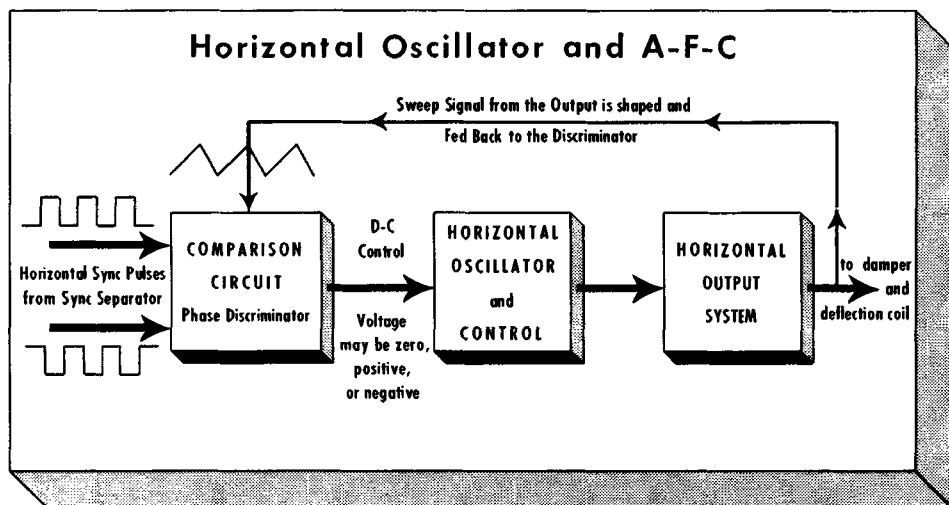 Horizontal Oscillator and A-F-C
Sweep Signal from the Output is shaped and
Fed Back to the Discriminator
Horizontal Sync Pulses
from Sync Separator
COMPARISON
CIRCUIT
Phase Discriminator
D-C
Control
Voltage
may be zero,
positive,
or negative
HORIZONTAL
OSCILLATOR
and
CONTROL
HORIZONTAL
OUTPUT
SYSTEM
to damper
and
deflection coil